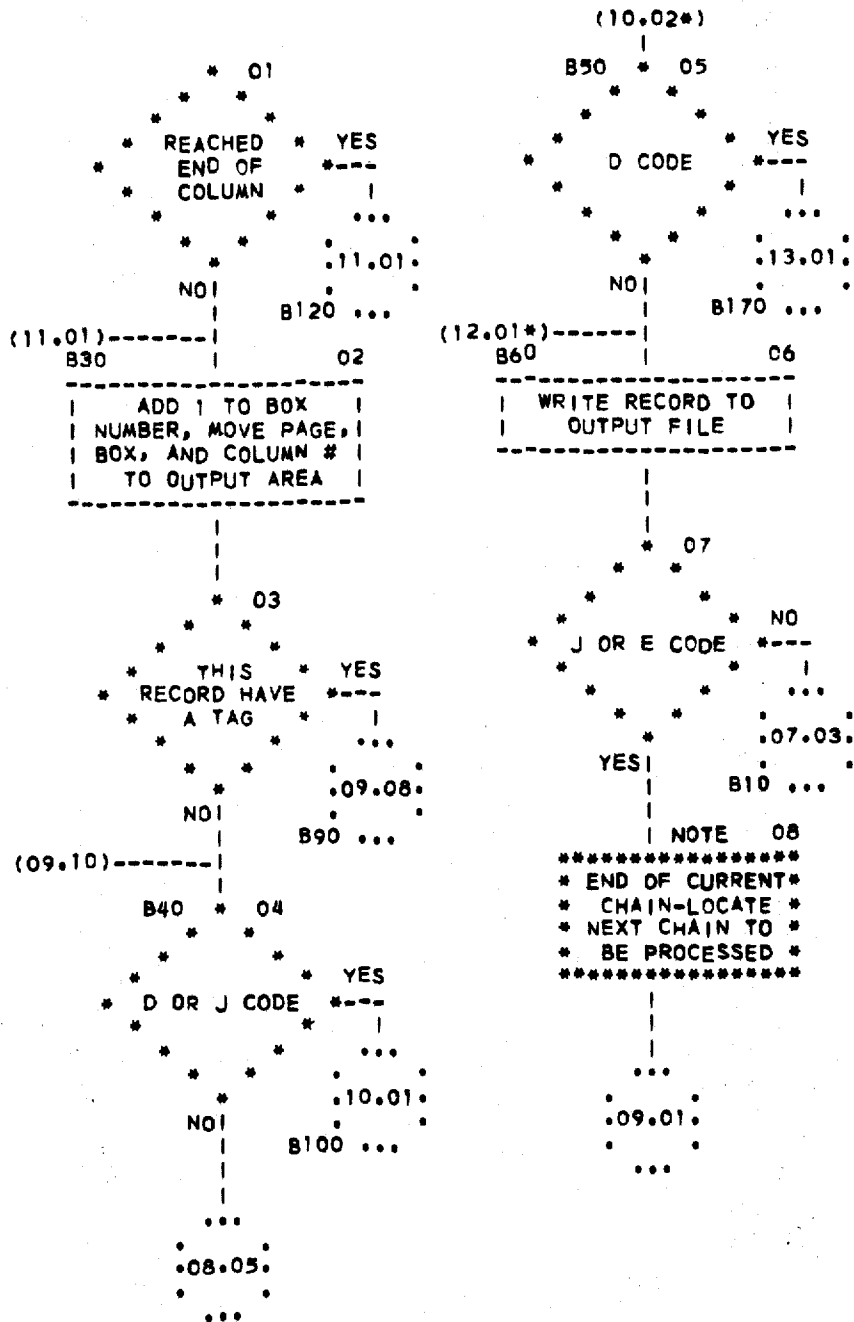 01
REACHED YES
END OF
COLUMN
11.01
NO
B120
(11.01)
B30 02
ADD 1 TO BOX
NUMBER, MOVE PAGE,
BOX, AND COLUMN #
TO OUTPUT AREA
03
THIS YES
RECORD HAVE
A TAG
09.08
NO
B90
(09.10)
B40 04
YES
D OR J CODE
10.01
NO
B100
08.05
(10.02*)
B50 05
YES
D CODE
13.01
NO
B170
(12.01*)
B60 06
WRITE RECORD TO
OUTPUT FILE
07
NO
J OR E CODE
07.03
YES
B10
NOTE 08
END OF CURRENT
CHAIN-LOCATE
NEXT CHAIN TO
BE PROCESSED
09.01